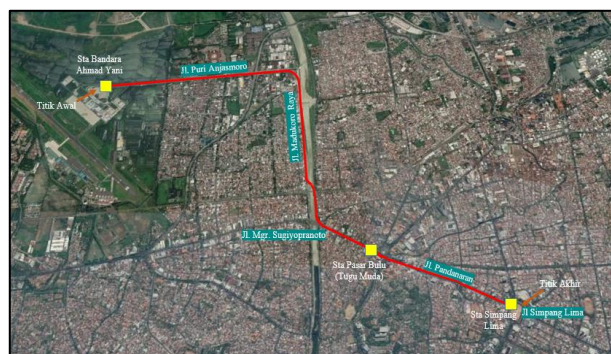 Sta Bandara
Ahmad Yani
Jl. Puri Anjasmoro
Titik Awal
Jl. Madukoro Raya
Jl. Mgr. Sugiyopranoto
Sta Pasar Bulu
(Tugu Muda)
Jl. Pandanaran
Titik Akhir
Sta Simpang
Lima
Jl Simpang Lima